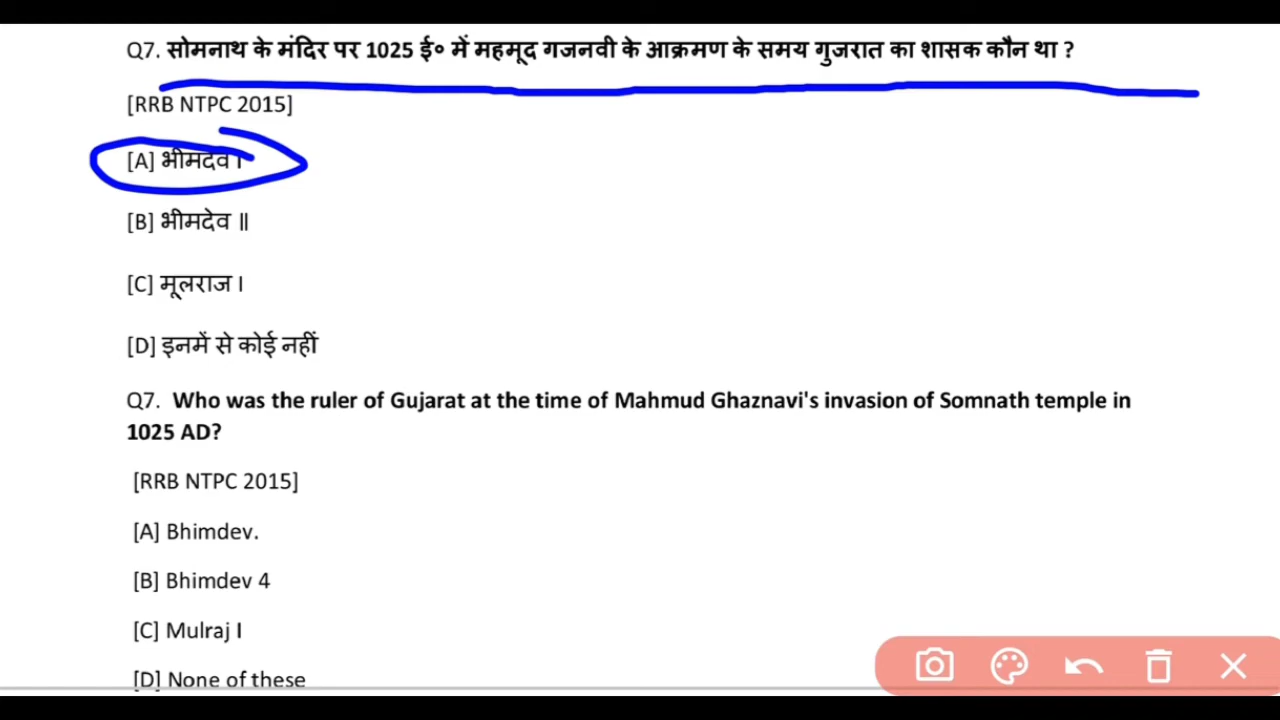 Q7. सोमनाथ के मंदिर पर 1025 ई० में महमूद गजनवी के आक्रमण के समय गुजरात का शासक कौन था ?
[RRB NTPC 2015]
[A] भीमदेव I
[B] भीमदेव II
[C] मूलराज I
[D] इनमें से कोई नहीं
Q7. Who was the ruler of Gujarat at the time of Mahmud Ghaznavi's invasion of Somnath temple in
1025 AD?
[RRB NTPC 2015]
[A] Bhimdev.
[B] Bhimdev 4
[C] Mulraj I
[D] None of these